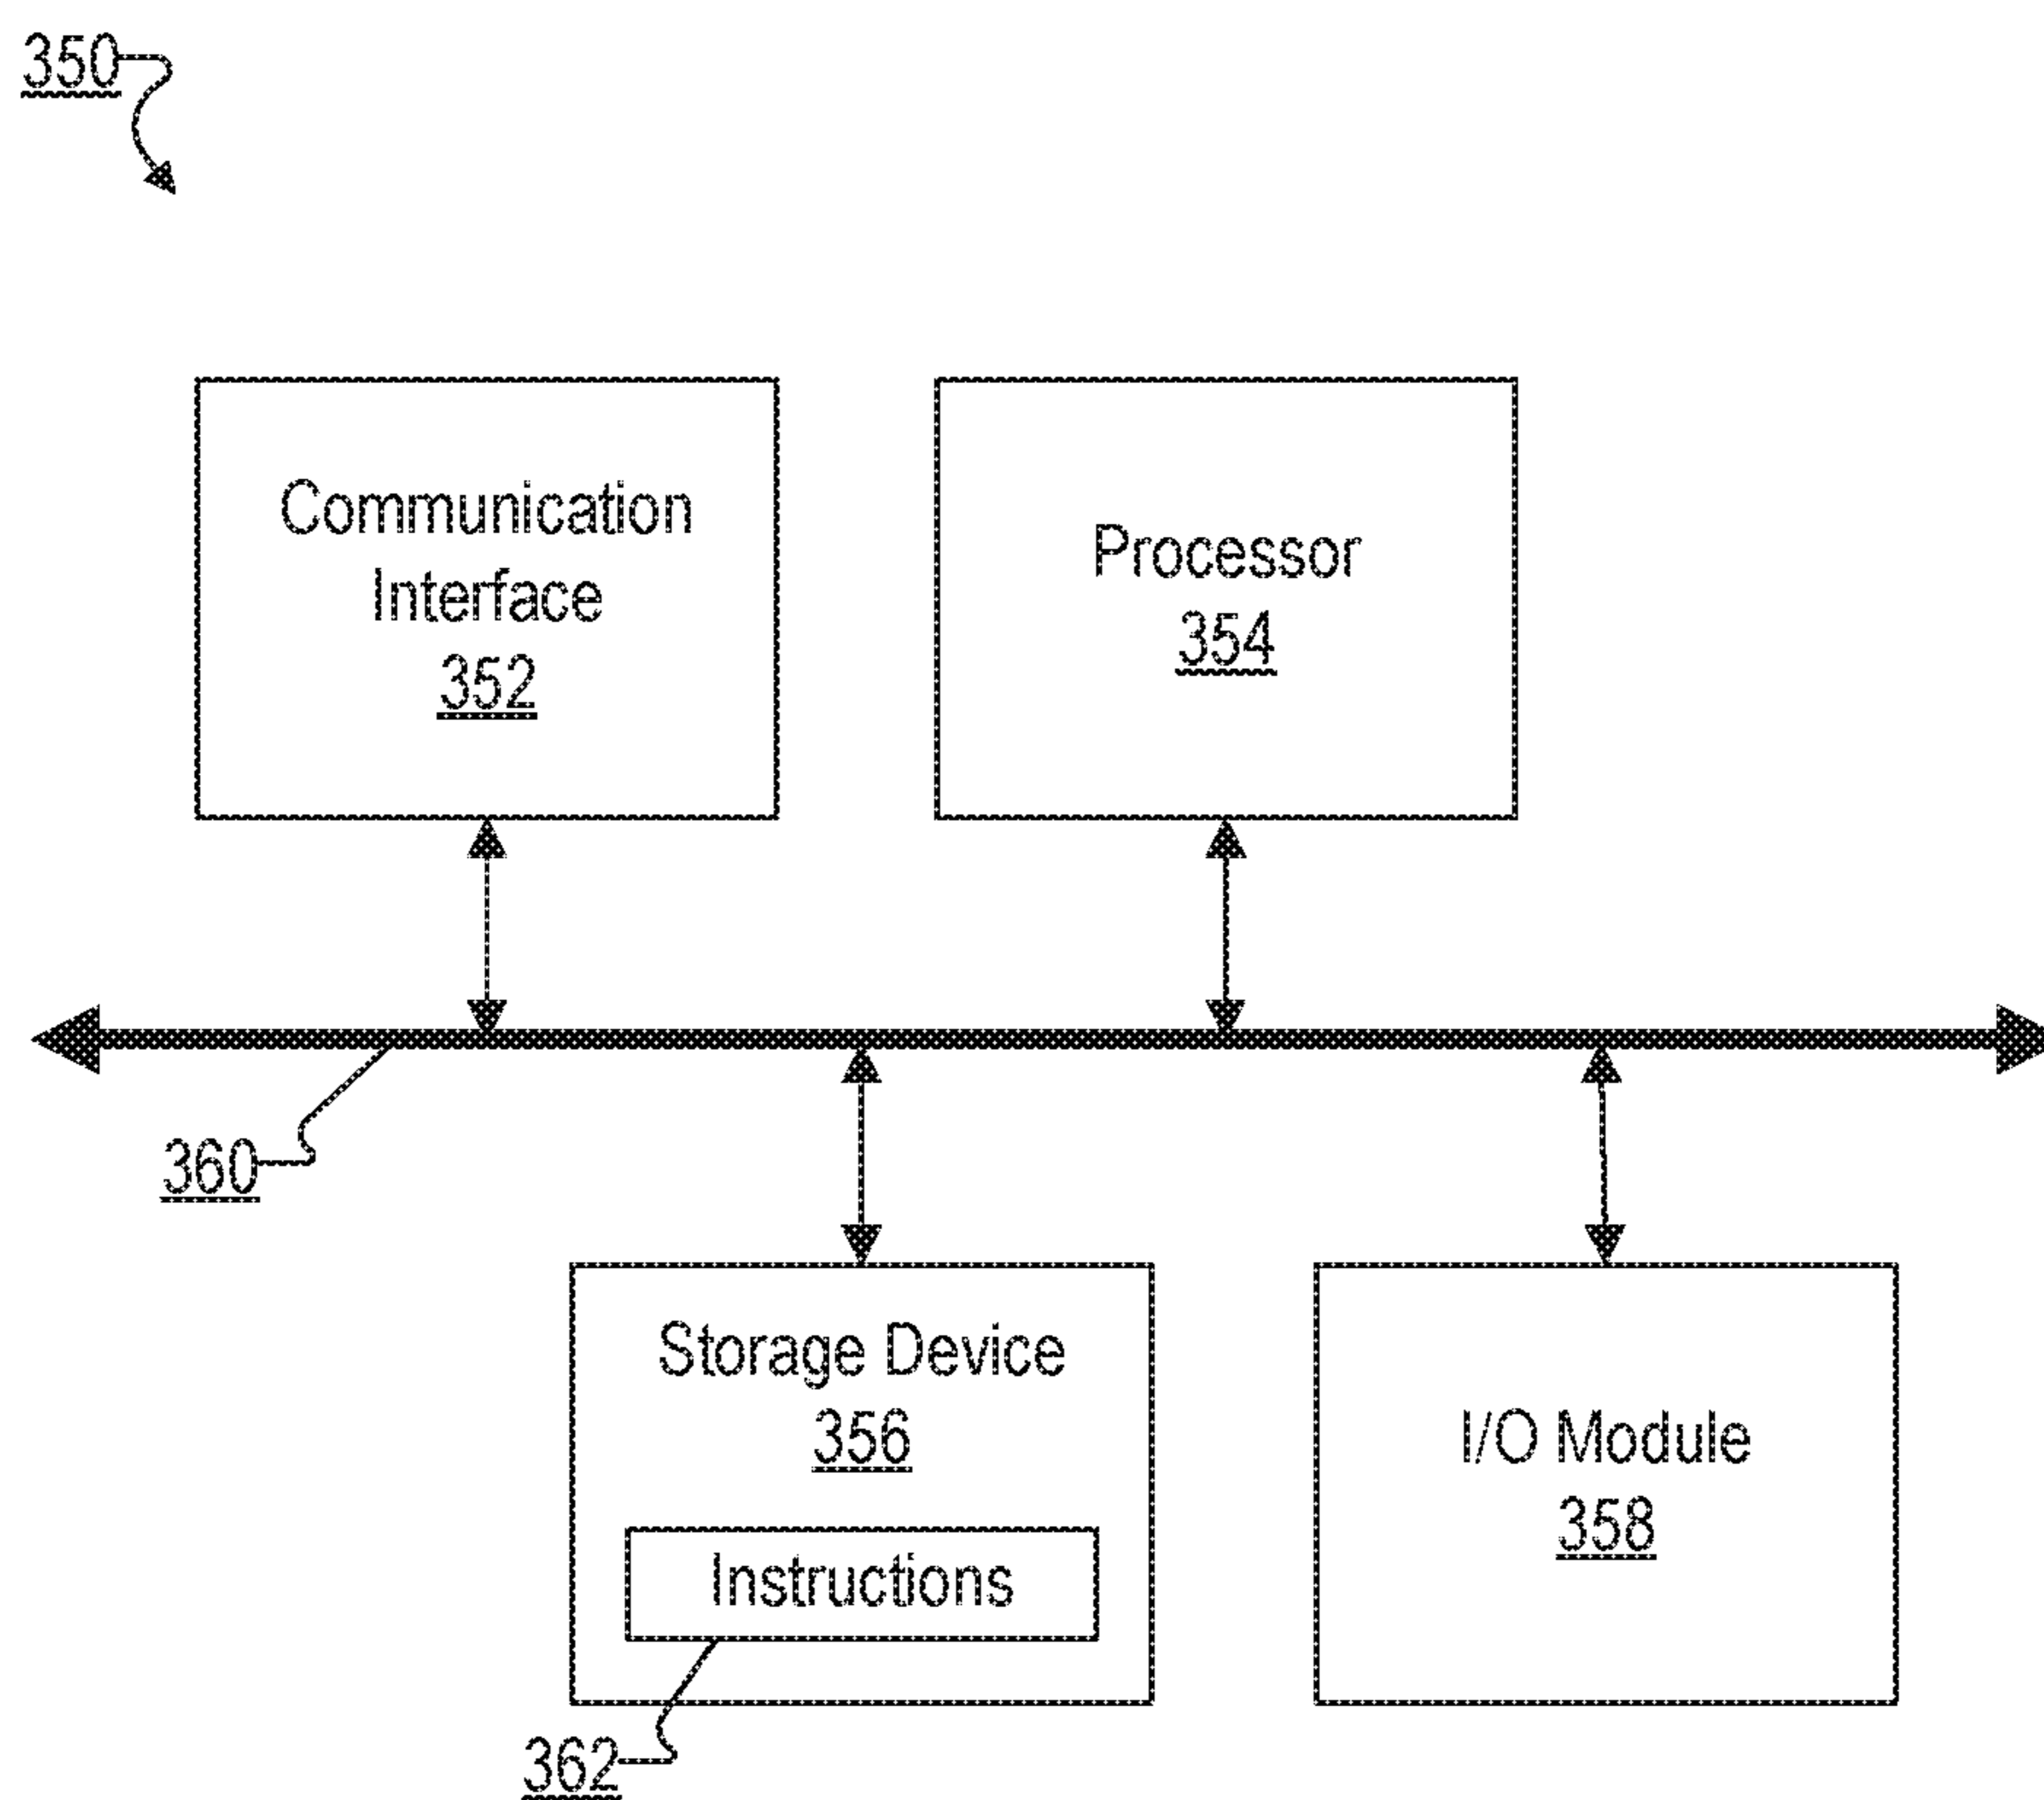 350
Communication
Interface
352
Processor
354
360
Storage Device
356
Instructions
362
I/O Module
358